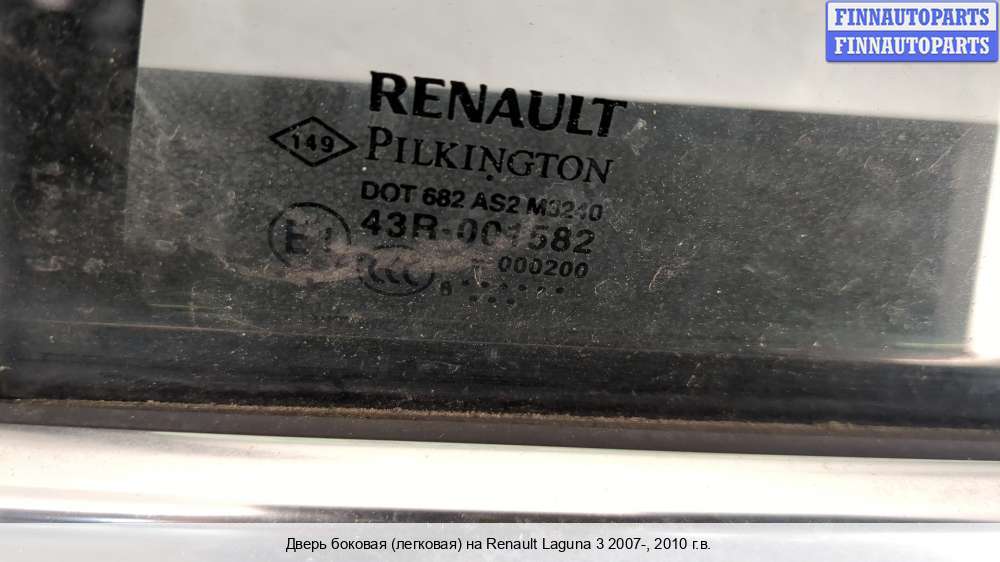 FINNAUTOPARTS
FINNAUTOPARTS
RENAULT
149 PILKINGTON
DOT 682 AS2 M3240
43R-001582
000200
Дверь боковая (легковая) на Renault Laguna 3 2007-, 2010 г.в.